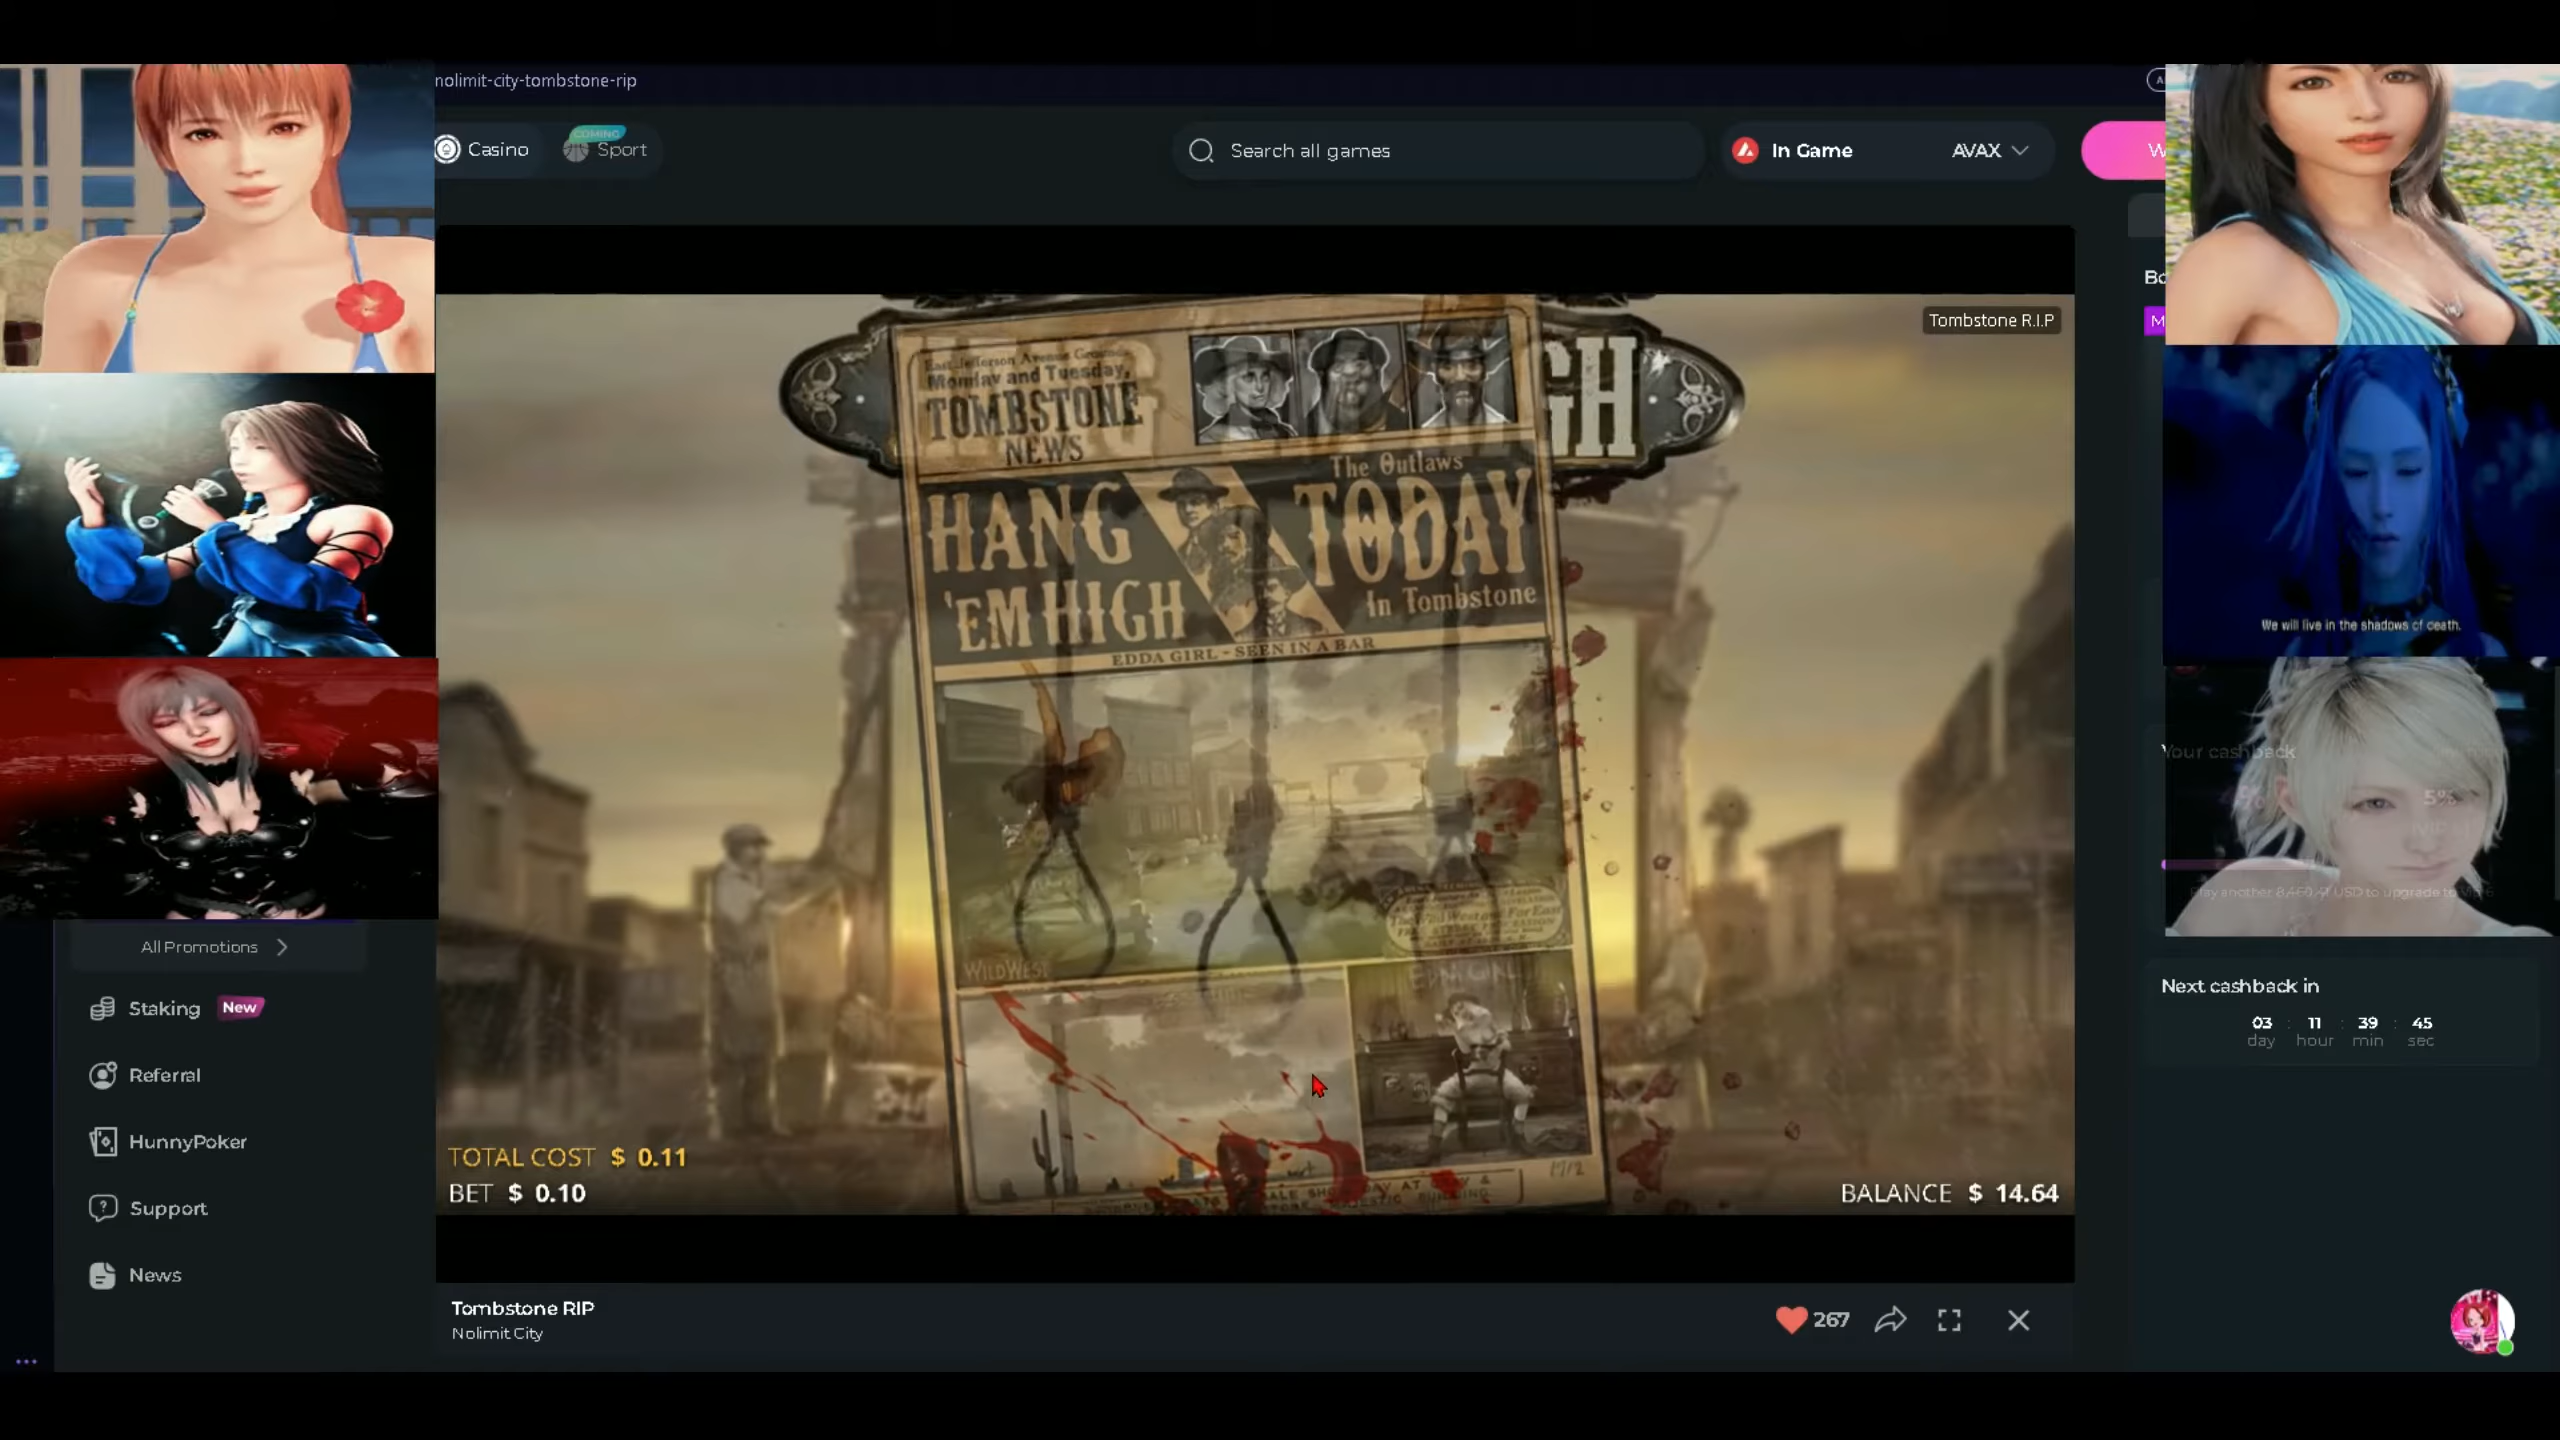 nolimit-city-tombstone-rip
Casino
COMING
Sport
Search all games
In Game
AVAX
W
Tombstone R.I.P
Monday and Tuesday,
TOMBSTONE
NEWS
GH
The Outlaws
HANG
TODAY
'EM HIGH
In Tombstone
EDDA GIRL - SEEN IN A BAR
WILD WEST
TOTAL COST $ 0.11
BET $ 0.10
BALANCE $ 14.64
Tombstone RIP
Nolimit City
267
All Promotions
Staking New
Referral
HunnyPoker
Support
News
We will live in the shadows of death.
Your cashback
5%
Next cashback in
03 : 11 : 39 : 45
day hour min sec